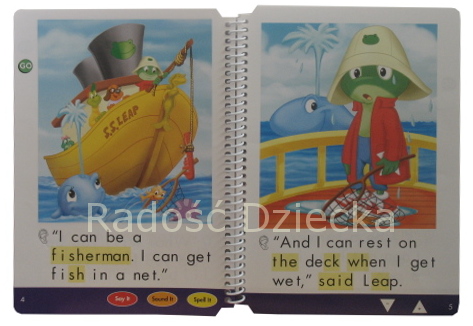 GO
S.S. LEAP
"I can be a
fisherman. I can get
fish in a net."
4
Say It
Sound It
Spell It
"And I can rest on
the deck when I get
wet," said Leap.
5
Radość Dziecka